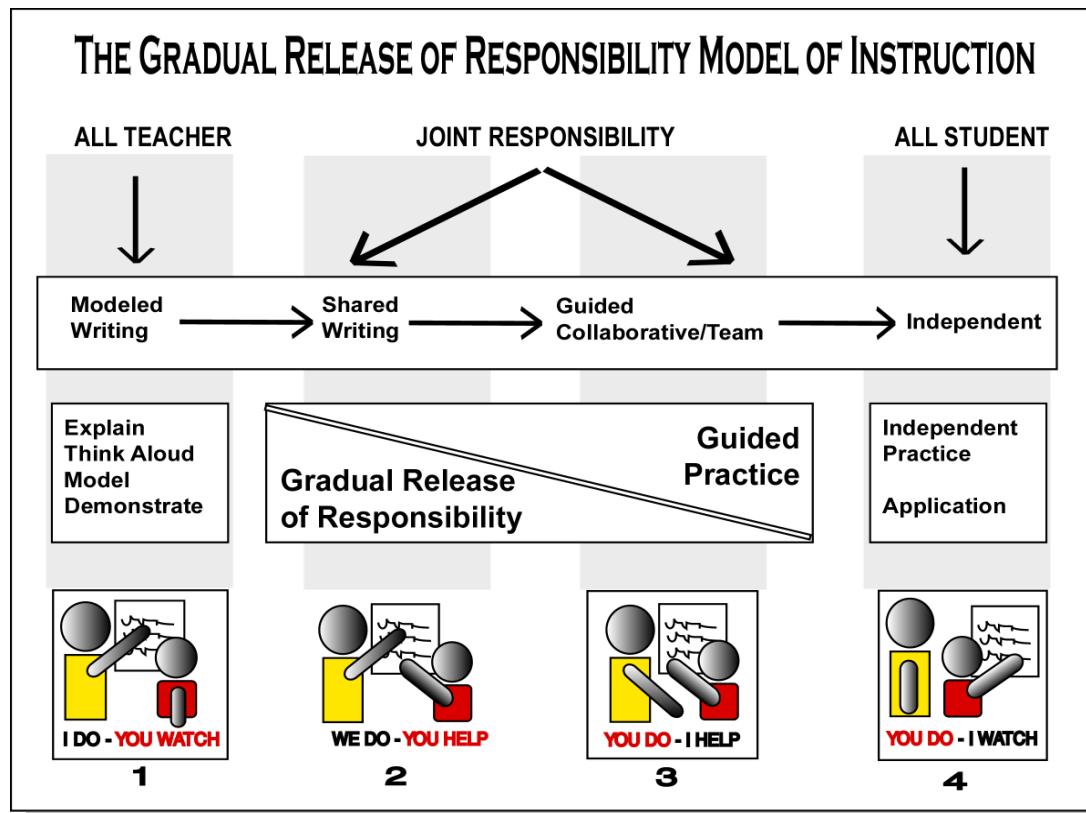 THE GRADUAL RELEASE OF RESPONSIBILITY MODEL OF INSTRUCTION
ALL TEACHER
JOINT RESPONSIBILITY
ALL STUDENT
Modeled
Writing
Shared
Writing
Guided
Collaborative/Team
Independent
Explain
Think Aloud
Model
Demonstrate
Gradual Release
of Responsibility
Guided
Practice
Independent
Practice
Application
I DO - YOU WATCH
1
WE DO - YOU HELP
2
YOU DO - I HELP
3
YOU DO - I WATCH
4